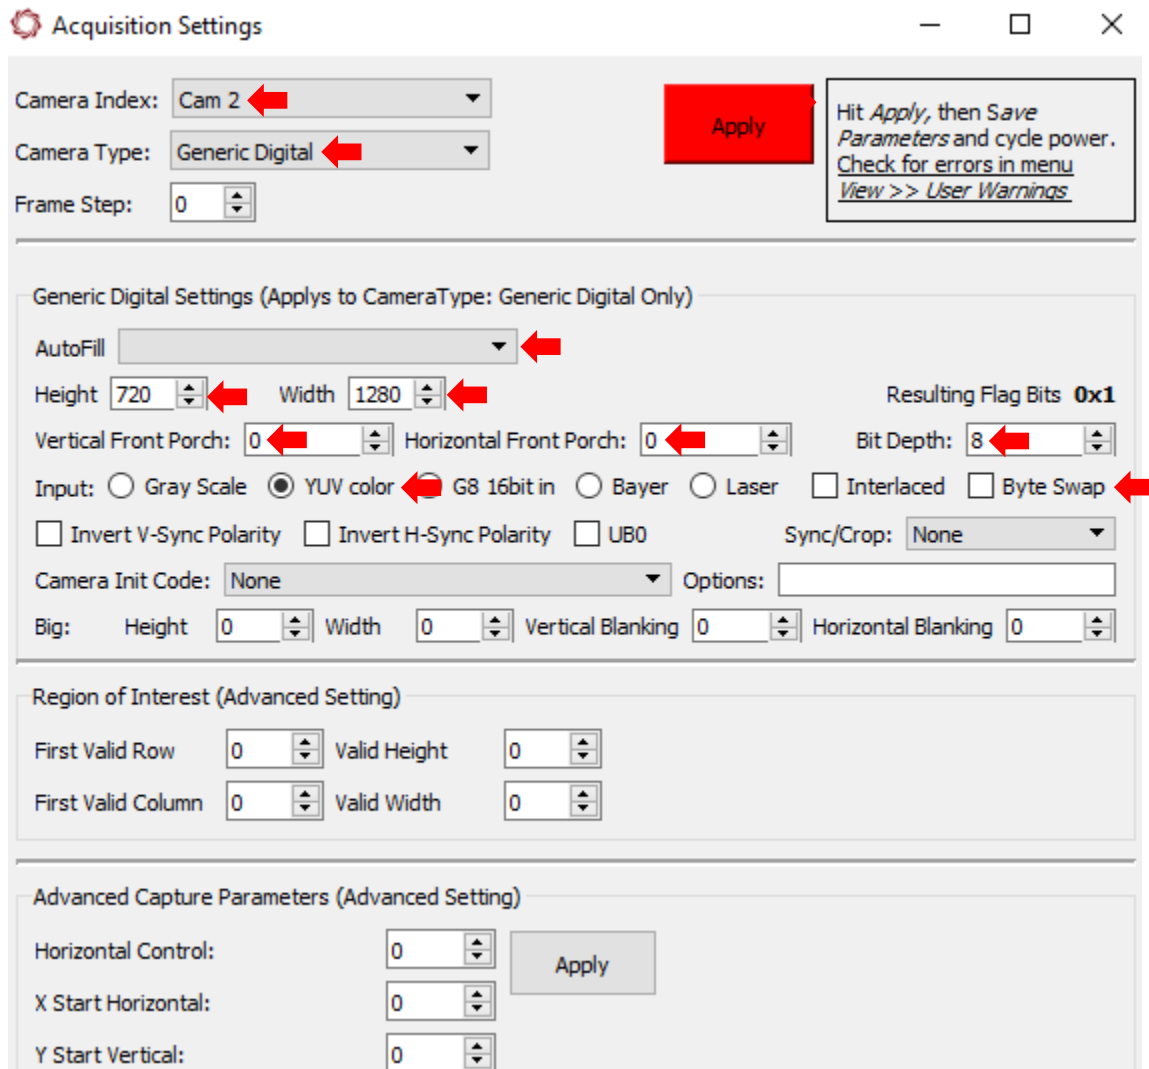 Acquisition Settings
Camera Index: Cam 2
Apply
Hit Apply, then Save
Parameters and cycle power.
Check for errors in menu
View >> User Warnings
Camera Type: Generic Digital
Frame Step: 0
Generic Digital Settings (Applys to CameraType: Generic Digital Only)
AutoFill
Height 720 Width 1280 Resulting Flag Bits 0x1
Vertical Front Porch: 0 Horizontal Front Porch: 0 Bit Depth: 8
Input: Gray Scale YUV color G8 16bit in Bayer Laser Interlaced Byte Swap
Invert V-Sync Polarity Invert H-Sync Polarity UB0 Sync/Crop: None
Camera Init Code: None Options:
Big: Height 0 Width 0 Vertical Blanking 0 Horizontal Blanking 0
Region of Interest (Advanced Setting)
First Valid Row 0 Valid Height 0
First Valid Column 0 Valid Width 0
Advanced Capture Parameters (Advanced Setting)
Horizontal Control: 0 Apply
X Start Horizontal: 0
Y Start Vertical: 0